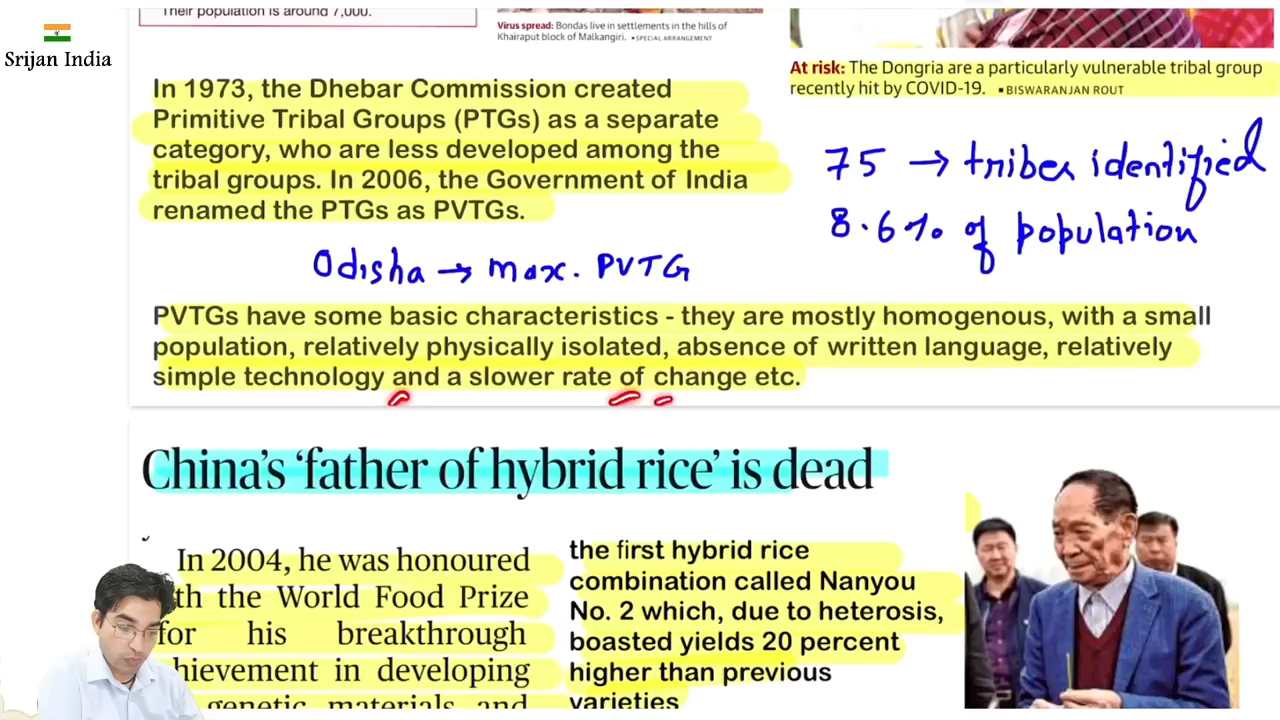 Their population is around 7,000.
Srijan India
Virus spread: Bondas live in settlements in the hills of
Khairaput block of Malkangiri. •SPECIAL ARRANGEMENT
At risk: The Dongria are a particularly vulnerable tribal group
recently hit by COVID-19. •BISWARANJAN ROUT
In 1973, the Dhebar Commission created
Primitive Tribal Groups (PTGs) as a separate
category, who are less developed among the
tribal groups. In 2006, the Government of India
renamed the PTGs as PVTGs.
75 → tribes identified
8.6% of population
Odisha → max. PVTG
PVTGs have some basic characteristics - they are mostly homogenous, with a small
population, relatively physically isolated, absence of written language, relatively
simple technology and a slower rate of change etc.
China's 'father of hybrid rice' is dead
In 2004, he was honoured
th the World Food Prize
for his breakthrough
hievement in developing
genetic materials and
the first hybrid rice
combination called Nanyou
No. 2 which, due to heterosis,
boasted yields 20 percent
higher than previous
varieties